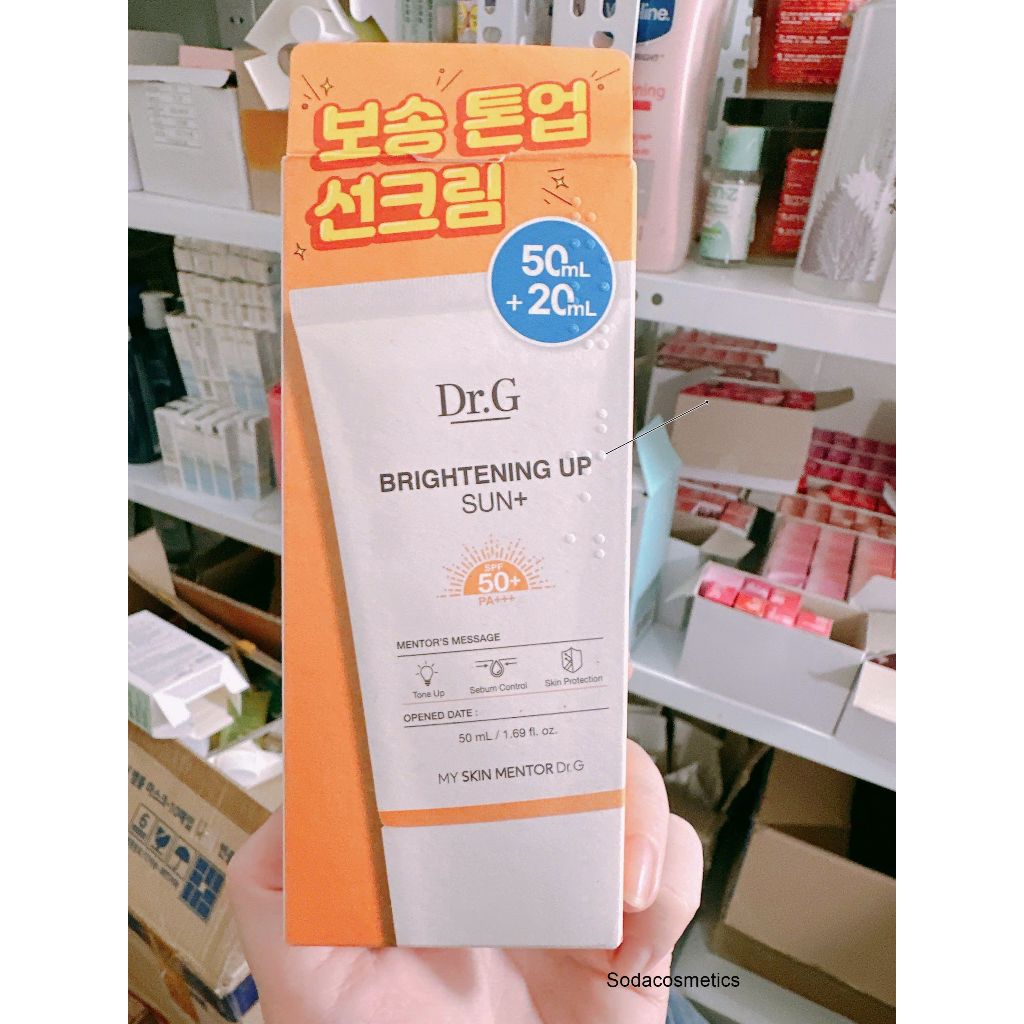 보송 톤업
선크림
50mL
+ 20mL
Dr.G
BRIGHTENING UP
SUN+
SPF
50+
PA+++
MENTOR'S MESSAGE
Tone Up
Sebum Control
Skin Protection
OPENED DATE :
50 mL / 1.69 fl. oz.
MY SKIN MENTOR Dr.G
Sodacosmetics